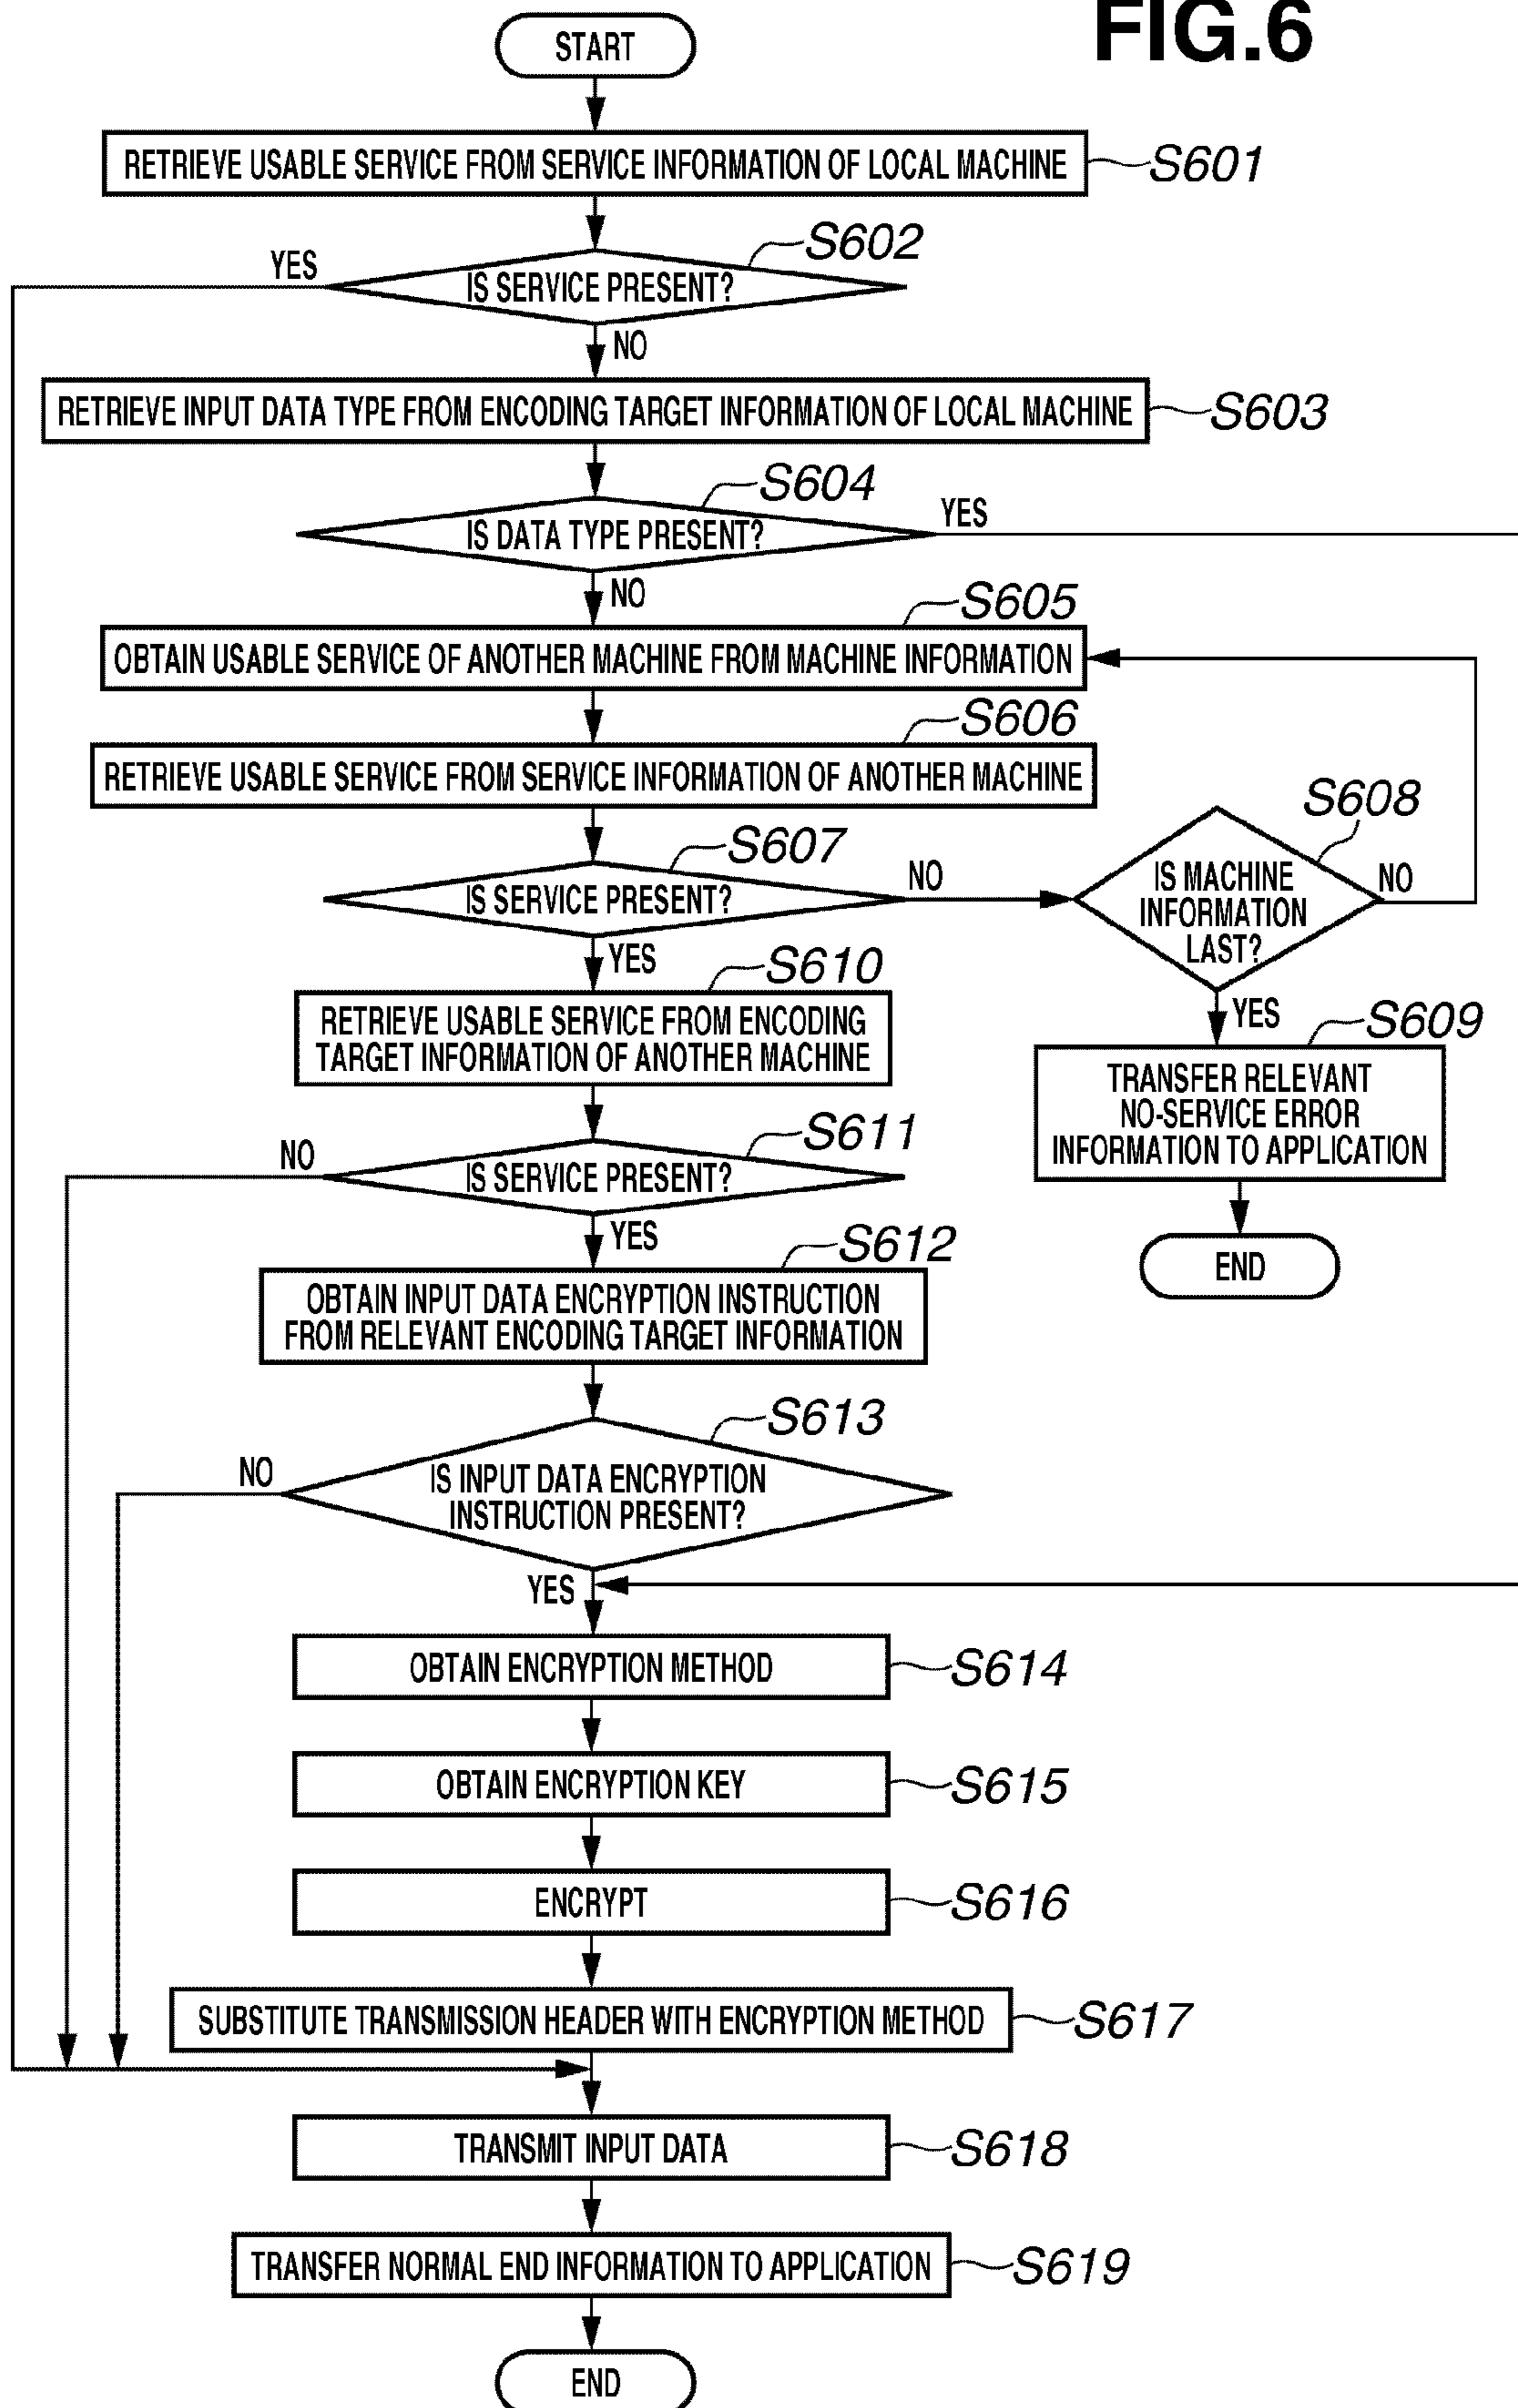 FIG.6
START
RETRIEVE USABLE SERVICE FROM SERVICE INFORMATION OF LOCAL MACHINE
S601
S602
YES
IS SERVICE PRESENT?
NO
RETRIEVE INPUT DATA TYPE FROM ENCODING TARGET INFORMATION OF LOCAL MACHINE
S603
S604
YES
IS DATA TYPE PRESENT?
NO
S605
OBTAIN USABLE SERVICE OF ANOTHER MACHINE FROM MACHINE INFORMATION
S606
RETRIEVE USABLE SERVICE FROM SERVICE INFORMATION OF ANOTHER MACHINE
S607
IS SERVICE PRESENT?
NO
S608
IS MACHINE
INFORMATION
LAST?
NO
YES
YES
S609
TRANSFER RELEVANT
NO-SERVICE ERROR
INFORMATION TO APPLICATION
END
S610
RETRIEVE USABLE SERVICE FROM ENCODING
TARGET INFORMATION OF ANOTHER MACHINE
S611
NO
IS SERVICE PRESENT?
YES
S612
OBTAIN INPUT DATA ENCRYPTION INSTRUCTION
FROM RELEVANT ENCODING TARGET INFORMATION
S613
NO
IS INPUT DATA ENCRYPTION
INSTRUCTION PRESENT?
YES
OBTAIN ENCRYPTION METHOD
S614
OBTAIN ENCRYPTION KEY
S615
ENCRYPT
S616
SUBSTITUTE TRANSMISSION HEADER WITH ENCRYPTION METHOD
S617
TRANSMIT INPUT DATA
S618
TRANSFER NORMAL END INFORMATION TO APPLICATION
S619
END